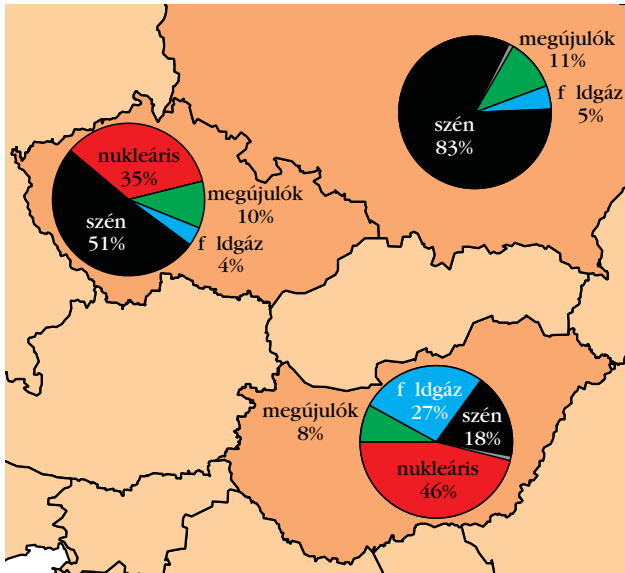 megújulók
11%
f ldgáz
5%
szén
83%
nukleáris
35%
megújulók
10%
szén
51%
f ldgáz
4%
megújulók
8%
f ldgáz
27%
szén
18%
nukleáris
46%